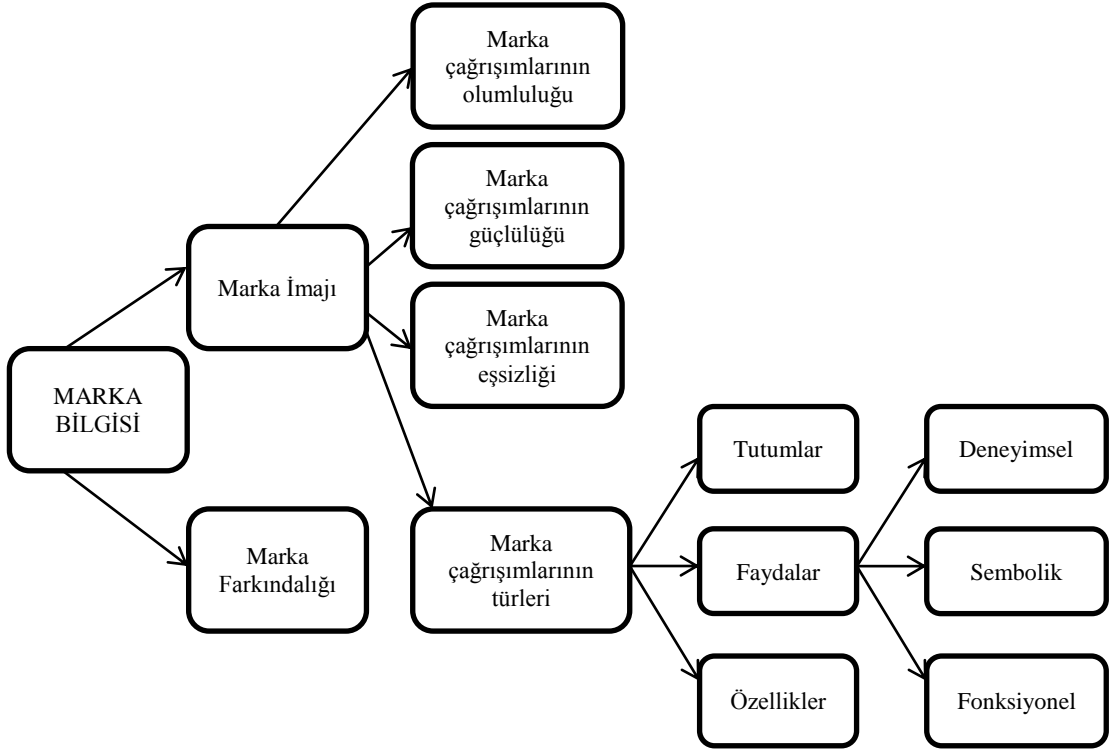 Marka
çağrışımlarının
olumluluğu
Marka
çağrışımlarının
güçlülüğü
Marka İmajı
Marka
çağrışımlarının
eşsizliği
MARKA
BİLGİSİ
Marka
Farkındalığı
Marka
çağrışımlarının
türleri
Tutumlar
Faydalar
Özellikler
Deneyimsel
Sembolik
Fonksiyonel